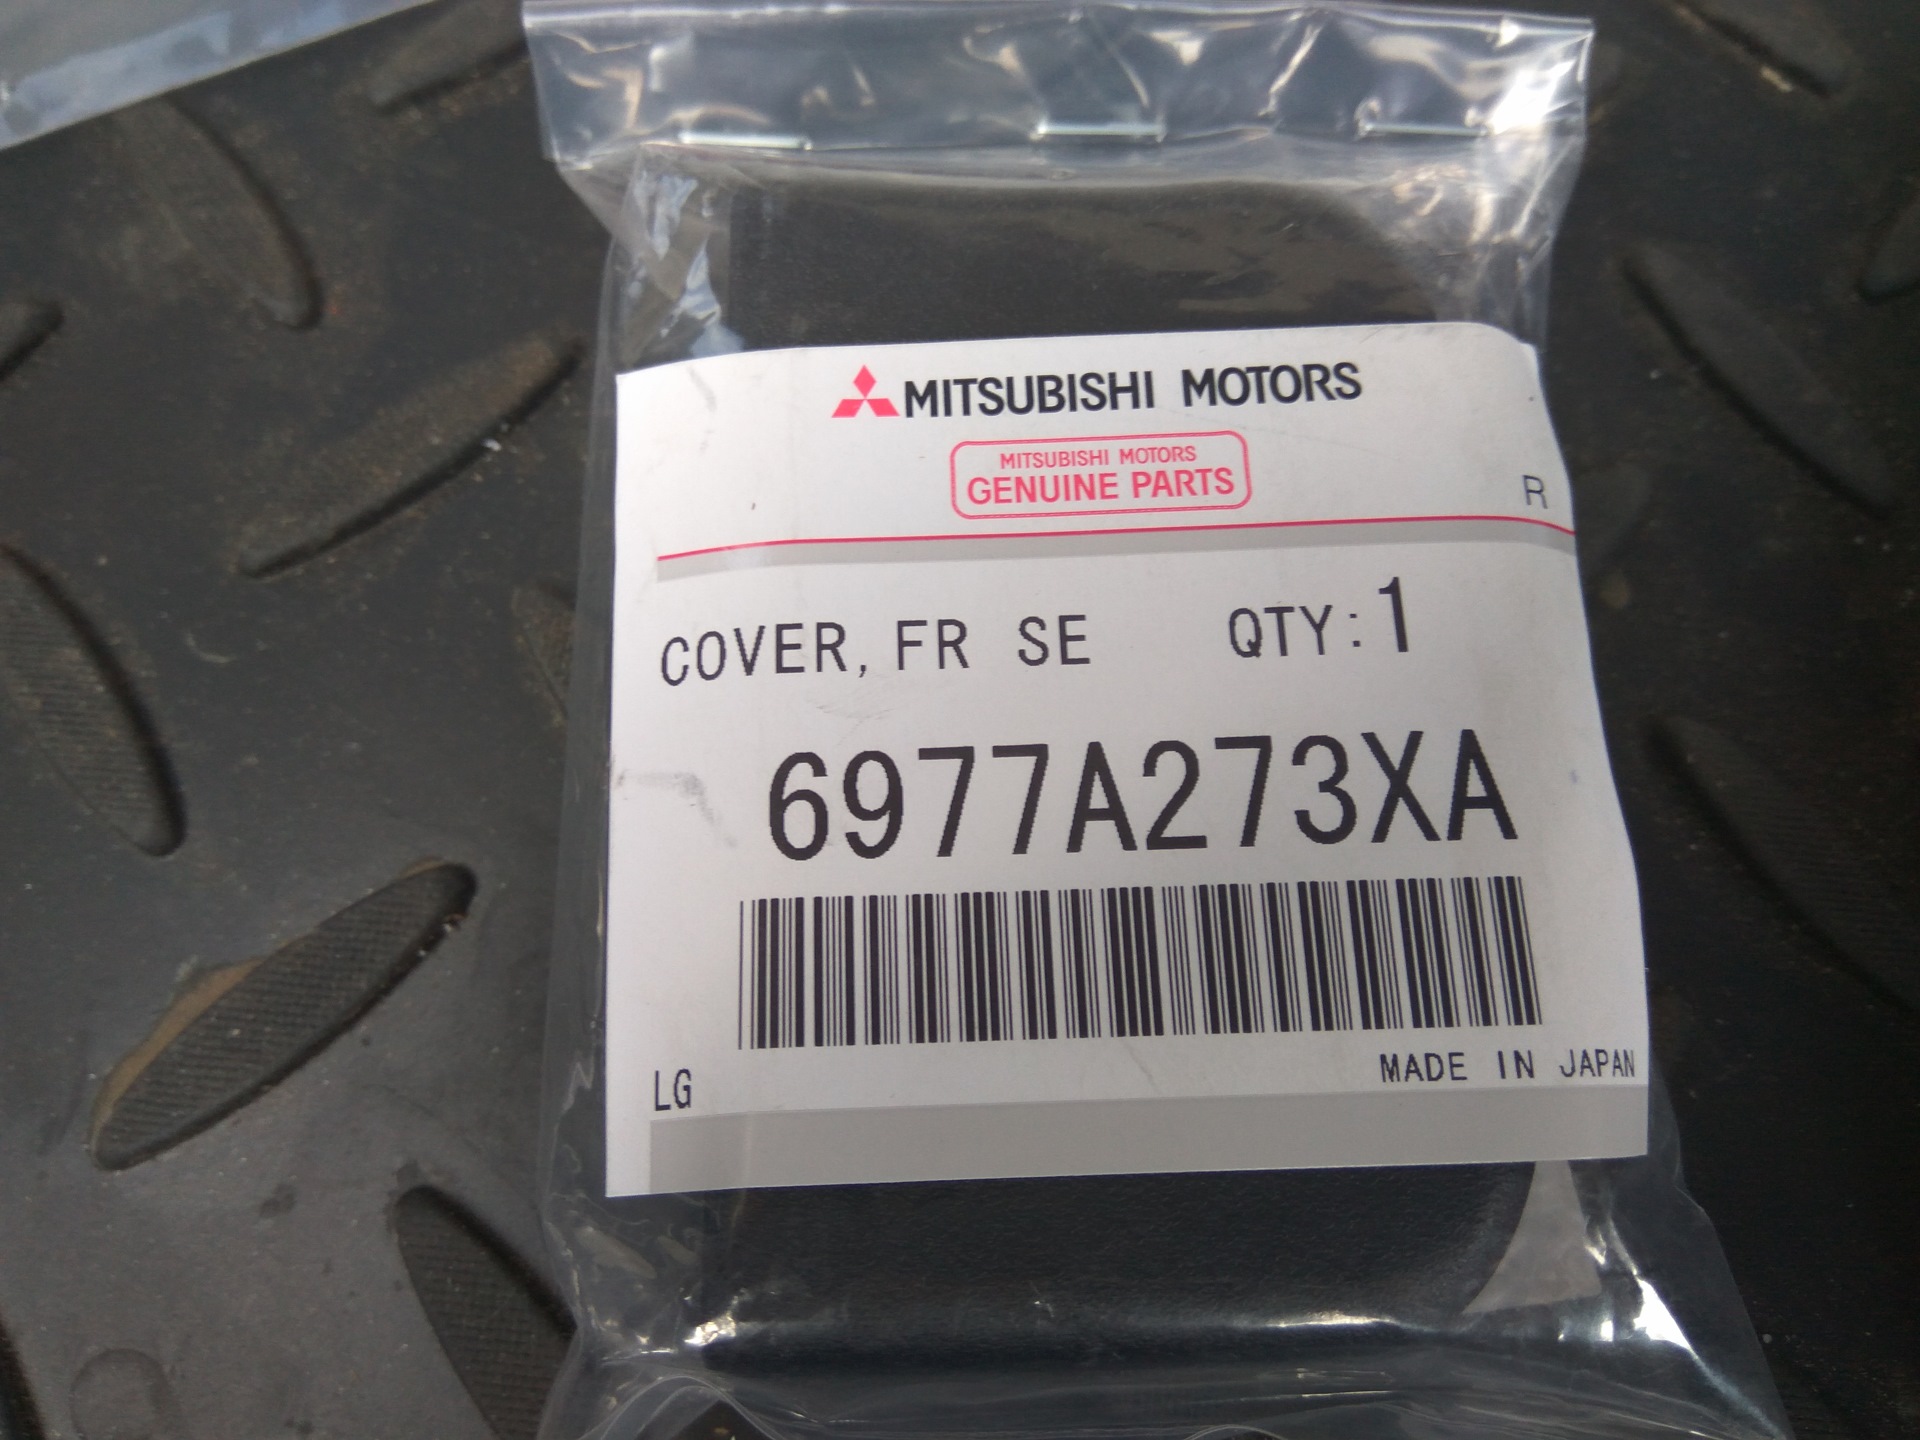 MITSUBISHI MOTORS
MITSUBISHI MOTORS
GENUINE PARTS
R
COVER, FR SE QTY:1
6977A273XA
LG MADE IN JAPAN